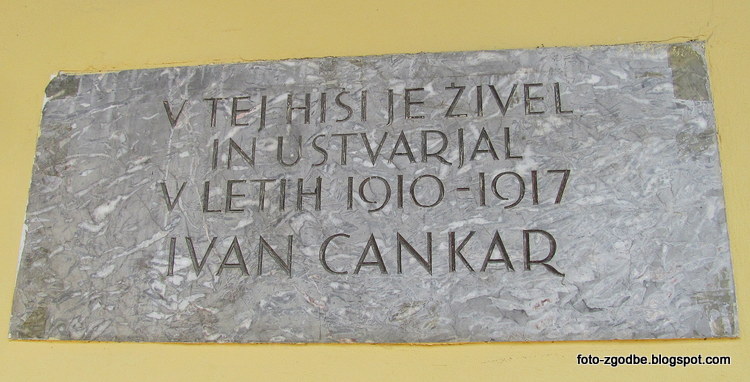 V TEJ HIŠI JE ŽIVEL
IN USTVARJAL
V LETIH 1910-1917
IVAN CANKAR
foto-zgodbe.blogspot.com